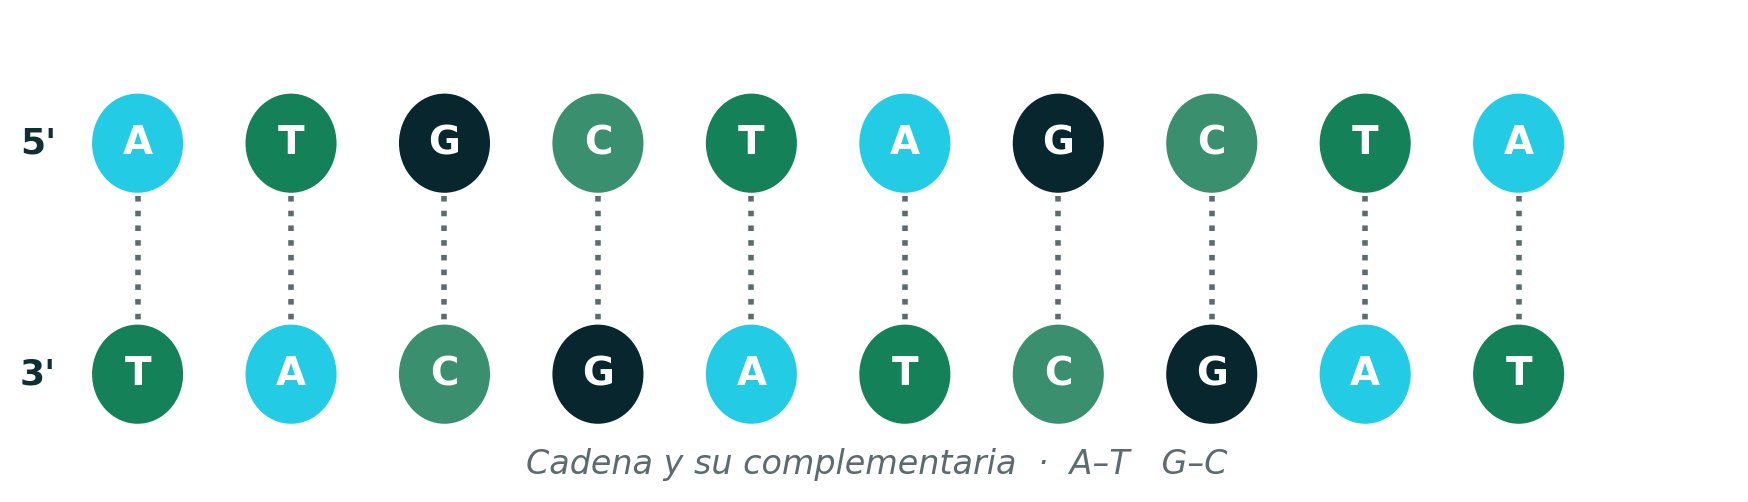 5' A T G C T A G C T A
3' T A C G A T C G A T
Cadena y su complementaria · A–T G–C